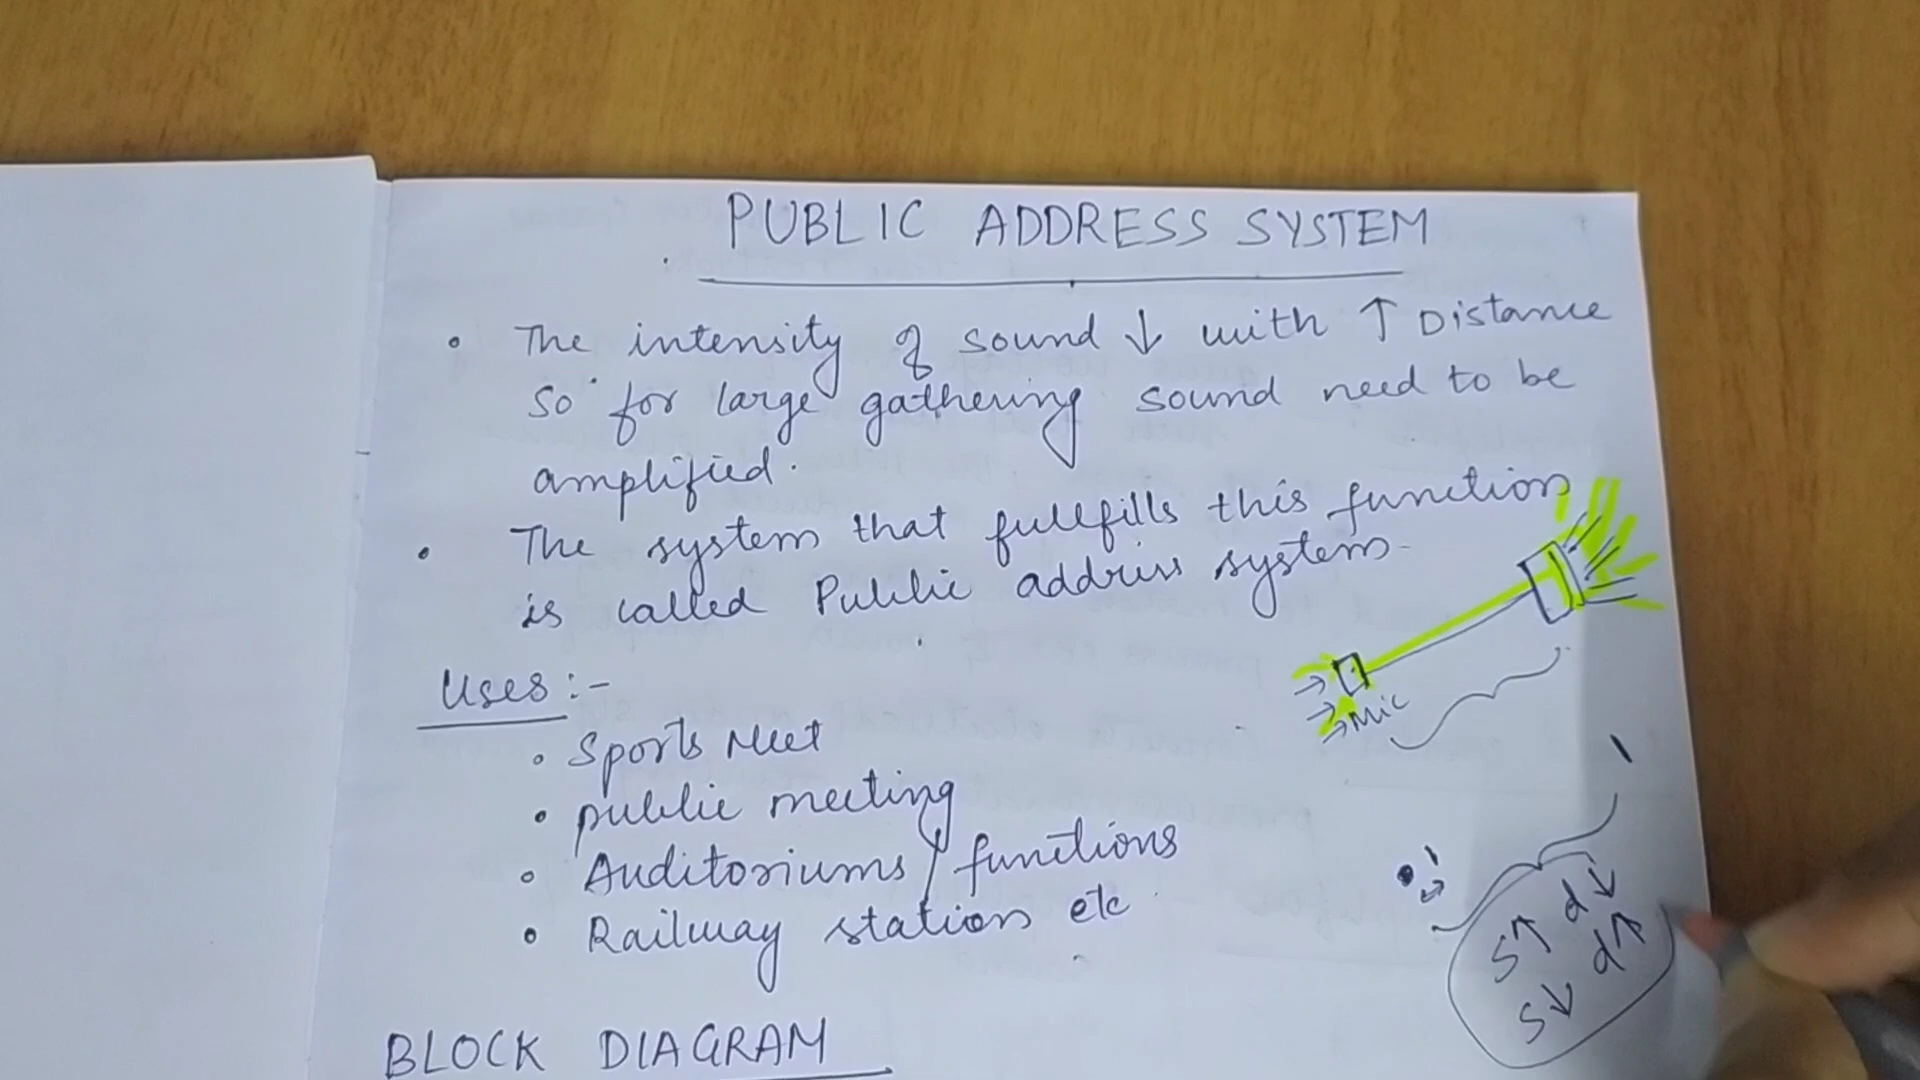 PUBLIC ADDRESS SYSTEM
• The intensity of sound ↓ with ↑ Distance
So for large gathering sound need to be
amplified.
• The system that fullfills this function
is called Public address system.
Uses :-
• Sports Meet
• public meeting
• Auditoriums / functions
• Railway station etc
Mic
S↑ d↓
S↓ d↑
BLOCK DIAGRAM